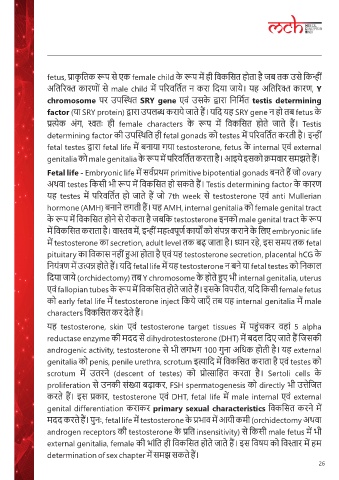 mch
fetus, प्राकृतिक रूप से एक female child के रूप में ही विकसित होता है जब तक उसे किन्हीं
अतिरिक्त कारणों से male child में परिवर्तित न करा दिया जाये। यह अतिरिक्त कारण, Y
chromosome पर उपस्थित SRY gene एवं उसके द्वारा निर्मित testis determining
factor (या SRY protein) द्वारा उपलब्ध कराये जाते हैं। यदि यह SRY gene न हो तब fetus के
प्रत्येक अंग, स्वतः ही female characters के रूप में विकसित होते जाते हैं। Testis
determining factor की उपस्थिति ही fetal gonads को testes में परिवर्तित करती है। इन्हीं
fetal testes द्वारा fetal life में बनाया गया testosterone, fetus के internal एवं external
genitalia को male genitalia के रूप में परिवर्तित करता है। आइये इसको क्रमवार समझते हैं।
Fetal life - Embryonic life में सर्वप्रथम primitive bipotential gonads बनते हैं जो ovary
अथवा testes किसी भी रूप में विकसित हो सकते हैं। Testis determining factor के कारण
यह testes में परिवर्तित हो जाते हैं जो 7th week से testosterone एवं anti Mullerian
hormone (AMH) बनाने लगती हैं। यह AMH, internal genitalia को female genital tract
के रूप में विकसित होने से रोकता है जबकि testosterone इनको male genital tract के रूप
में विकसित कराता है। वास्तव में, इन्हीं महत्वपूर्ण कार्यों को संपन्न कराने के लिए embryonic life
में testosterone का secretion, adult level तक बढ़ जाता है। ध्यान रहे, इस समय तक fetal
pituitary का विकास नहीं हुआ होता है एवं यह testosterone secretion, placental hCG के
नियंत्रण में उत्पन्न होते हैं। यदि fetal life में यह testosterone न बने या fetal testes को निकाल
दिया जाये (orchidectomy) तब Y chromosome के होते हुए भी internal genitalia, uterus
एवं fallopian tubes के रूप में विकसित होते जाते हैं। इसके विपरीत, यदि किसी female fetus
को early fetal life में testosterone inject किये जाएँ तब यह internal genitalia में male
characters विकसित कर देते हैं।
यह testosterone, skin एवं testosterone target tissues में पहुंचकर वहां 5 alpha
reductase enzyme की मदद से dihydrotestosterone (DHT) में बदल दिए जाते हैं जिसकी
androgenic activity, testosterone से भी लगभग 100 गुना अधिक होती है। यह external
genitalia को penis, penile urethra, scrotum इत्यादि में विकसित कराता है एवं testes को
scrotum में उतरने (descent of testes) को प्रोत्साहित करता है। Sertoli cells के
proliferation से उनकी संख्या बढ़ाकर, FSH spermatogenesis को directly भी उत्तेजित
करते हैं। इस प्रकार, testosterone एवं DHT, fetal life में male internal एवं external
genital differentiation कराकर primary sexual characteristics विकसित करने में
मदद करते हैं। पुनः, fetal life में testosterone के प्रभाव में आयी कमी (orchidectomy अथवा
androgen receptors की testosterone के प्रति insensitivity) से किसी male fetus में भी
external genitalia, female की भांति ही विकसित होते जाते हैं। इस विषय को विस्तार में हम
determination of sex chapter में समझ सकते हैं।
26